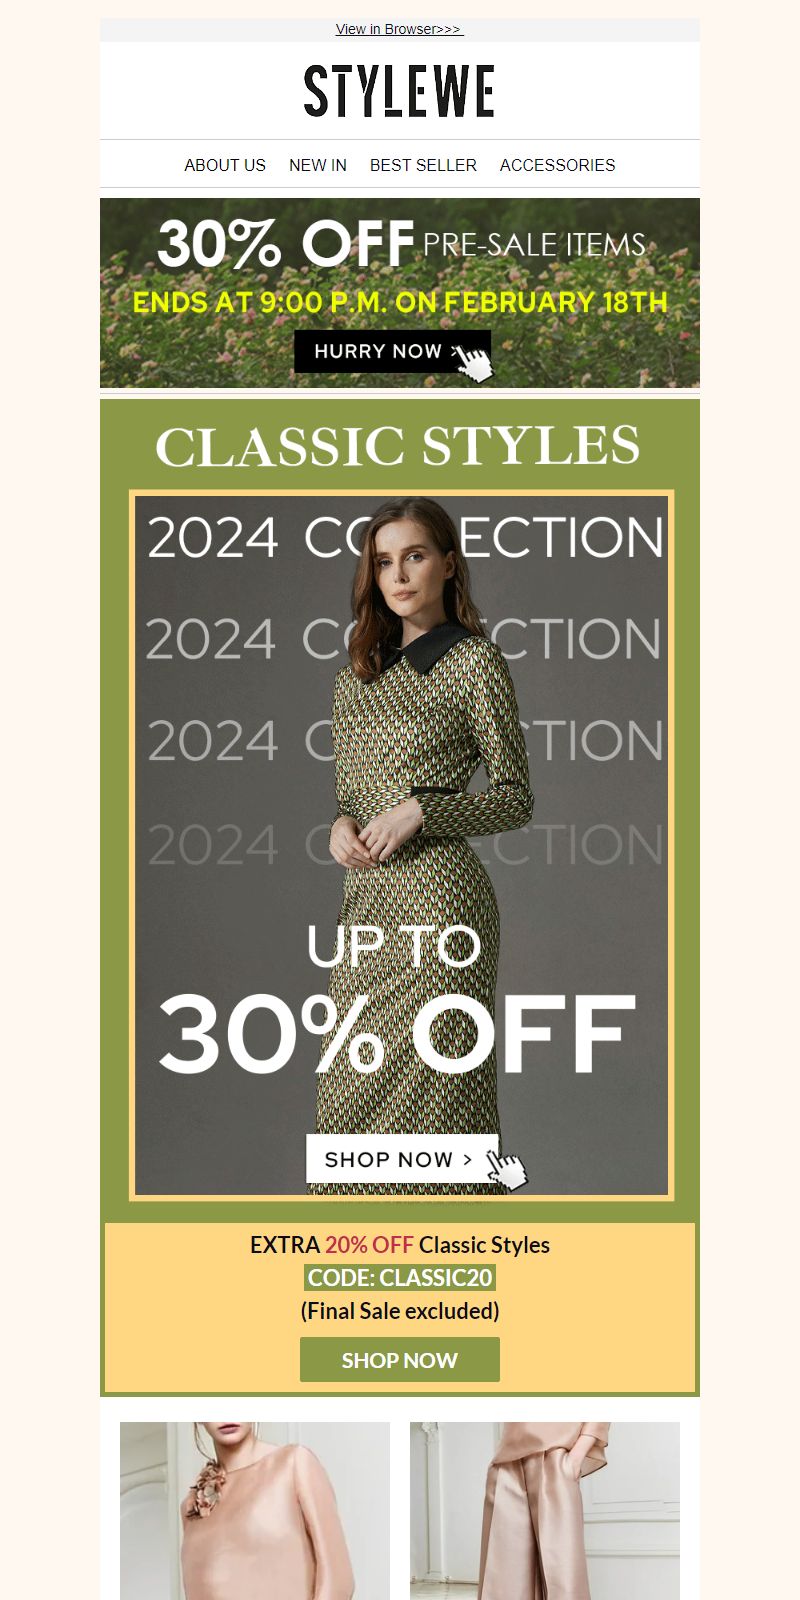 View in Browser>>>
STYLEWE
ABOUT US NEW IN BEST SELLER ACCESSORIES
30% OFF PRE-SALE ITEMS
ENDS AT 9:00 P.M. ON FEBRUARY 18TH
HURRY NOW >
CLASSIC STYLES
2024 CO ECTION
2024 CO CTION
2024 C CTION
2024 C ECTION
UP TO
30% OFF
SHOP NOW >
EXTRA 20% OFF Classic Styles
CODE: CLASSIC20
(Final Sale excluded)
SHOP NOW